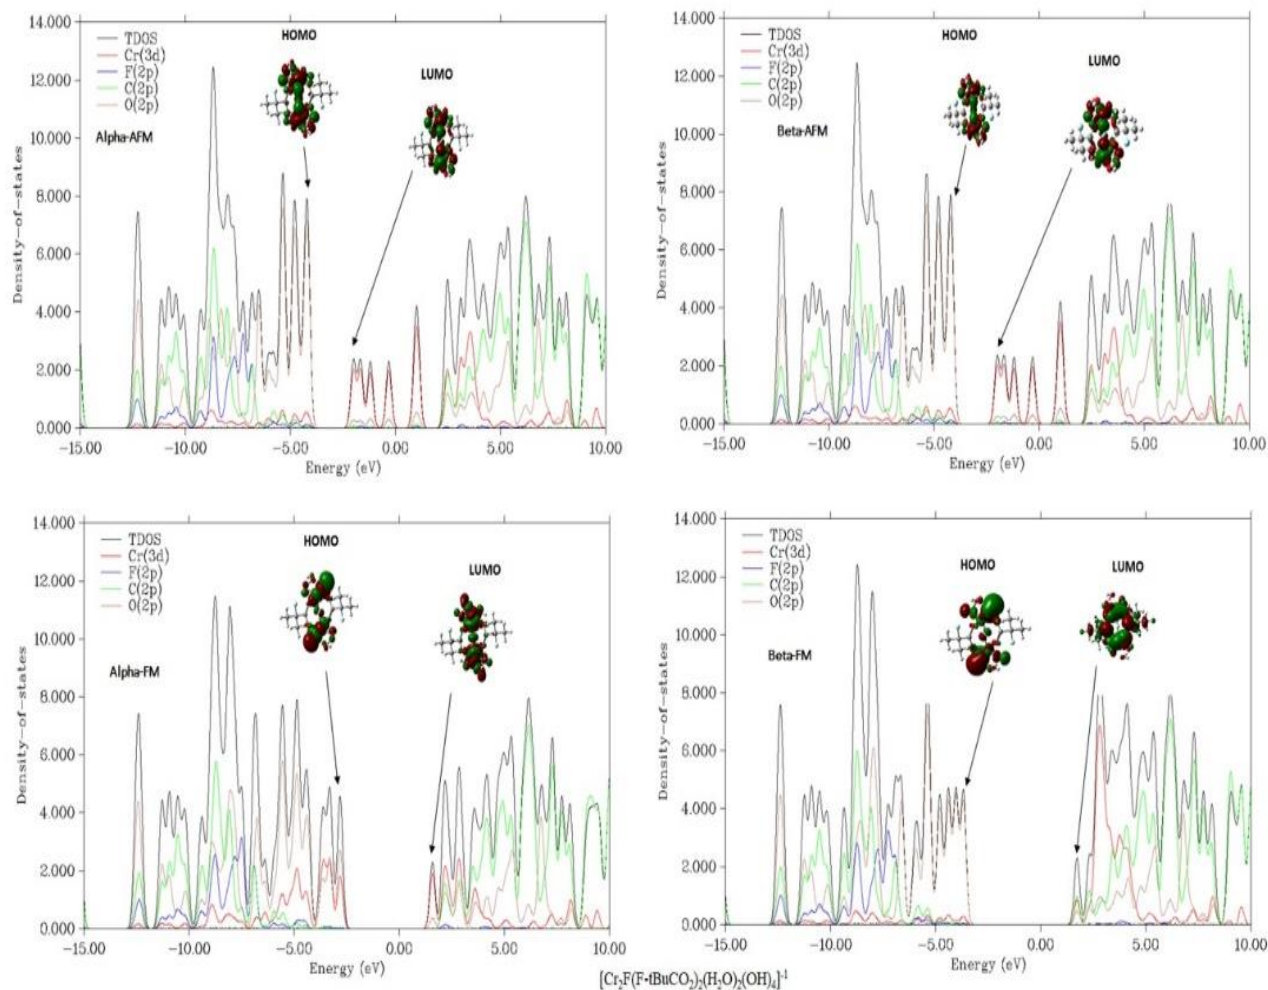 14.000
12.000
10.000
8.000
6.000
4.000
2.000
0.000
Density-of-states
TDOS
Cr(3d)
F(2p)
C(2p)
O(2p)
Alpha-AFM
HOMO
LUMO
-15.00 -10.00 -5.00 0.00 5.00 10.00
Energy (eV)
14.000
12.000
10.000
8.000
6.000
4.000
2.000
0.000
Density-of-states
TDOS
Cr(3d)
F(2p)
C(2p)
O(2p)
Beta-AFM
HOMO
LUMO
-15.00 -10.00 -5.00 0.00 5.00 10.00
Energy (eV)
14.000
12.000
10.000
8.000
6.000
4.000
2.000
0.000
Density-of-states
TDOS
Cr(3d)
F(2p)
C(2p)
O(2p)
Alpha-FM
HOMO
LUMO
-15.00 -10.00 -5.00 0.00 5.00 10.00
Energy (eV)
14.000
12.000
10.000
8.000
6.000
4.000
2.000
0.000
Density-of-states
TDOS
Cr(3d)
F(2p)
C(2p)
O(2p)
Beta-FM
HOMO
LUMO
-15.00 -10.00 -5.00 0.00 5.00 10.00
Energy (eV)
[Cr₂F(F-tBuCO₂)₂(H₂O)₂(OH)₄]⁻¹